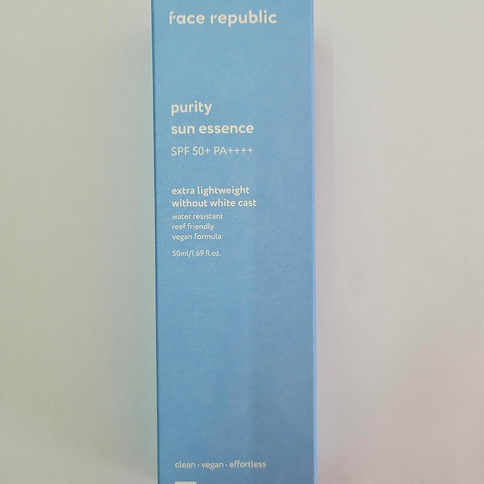 face republic
purity
sun essence
SPF 50+ PA++++
extra lightweight
without white cast
water resistant
reef friendly
vegan formula
50ml/1.69 fl.oz.
clean · vegan · effortless